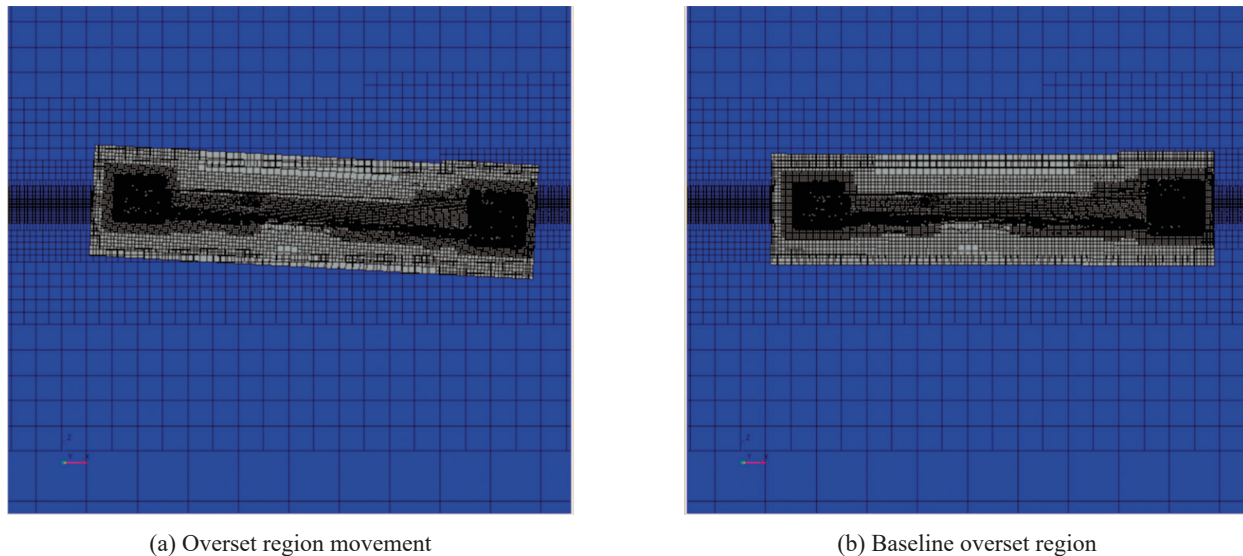 Z
Y X
Z
Y X
(a) Overset region movement
(b) Baseline overset region